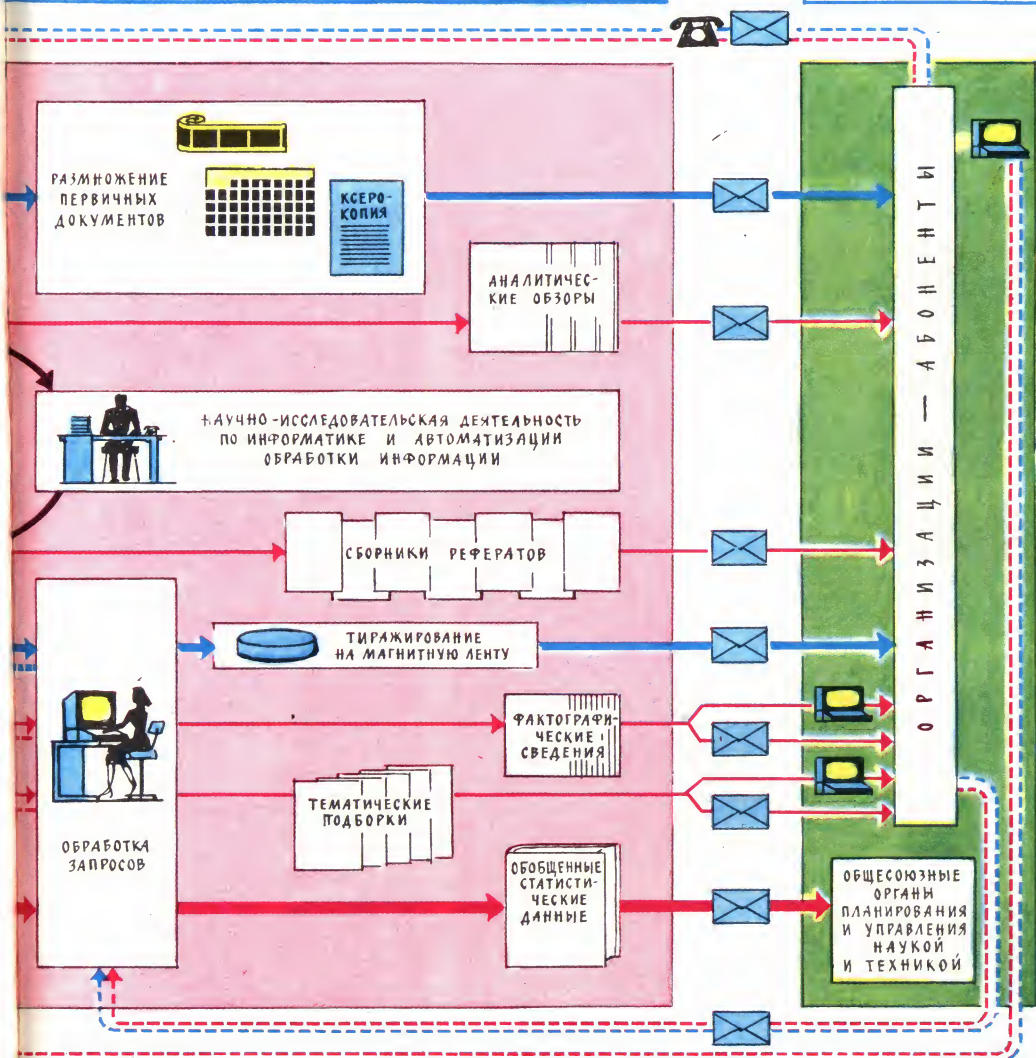 РАЗМНОЖЕНИЕ
ПЕРВИЧНЫХ
ДОКУМЕНТОВ
КСЕРО-
КОПИЯ
АНАЛИТИЧЕС-
КИЕ ОБЗОРЫ
НАУЧНО-ИССЛЕДОВАТЕЛЬСКАЯ ДЕЯТЕЛЬНОСТЬ
ПО ИНФОРМАТИКЕ И АВТОМАТИЗАЦИИ
ОБРАБОТКИ ИНФОРМАЦИИ
СБОРНИКИ РЕФЕРАТОВ
ТИРАЖИРОВАНИЕ
НА МАГНИТНУЮ ЛЕНТУ
ФАКТОГРАФИ-
ЧЕСКИЕ
СВЕДЕНИЯ
ТЕМАТИЧЕСКИЕ
ПОДБОРКИ
ОБРАБОТКА
ЗАПРОСОВ
ОБОБЩЕННЫЕ
СТАТИСТИ-
ЧЕСКИЕ
ДАННЫЕ
ОРГАНИЗАЦИИ — АБОНЕНТЫ
ОБЩЕСОЮЗНЫЕ
ОРГАНЫ
ПЛАНИРОВАНИЯ
И УПРАВЛЕНИЯ
НАУКОЙ
И ТЕХНИКОЙ